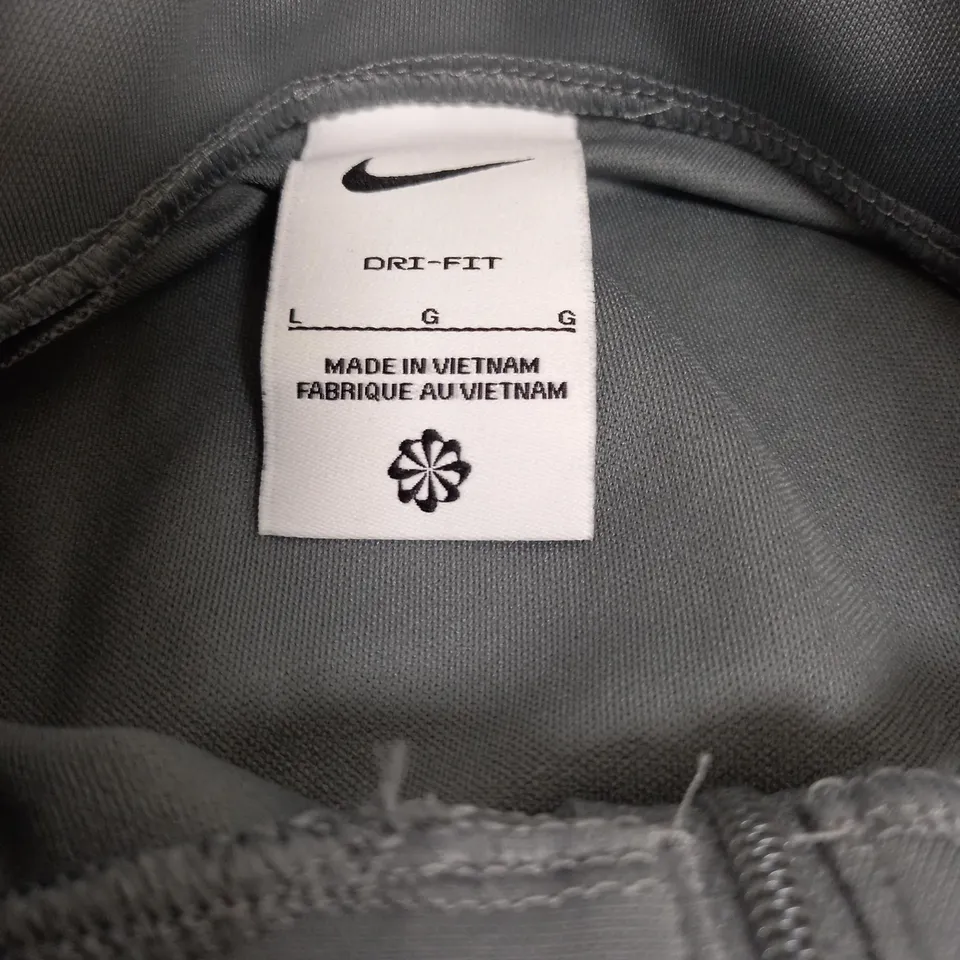 DRI-FIT
L G G
MADE IN VIETNAM
FABRIQUE AU VIETNAM